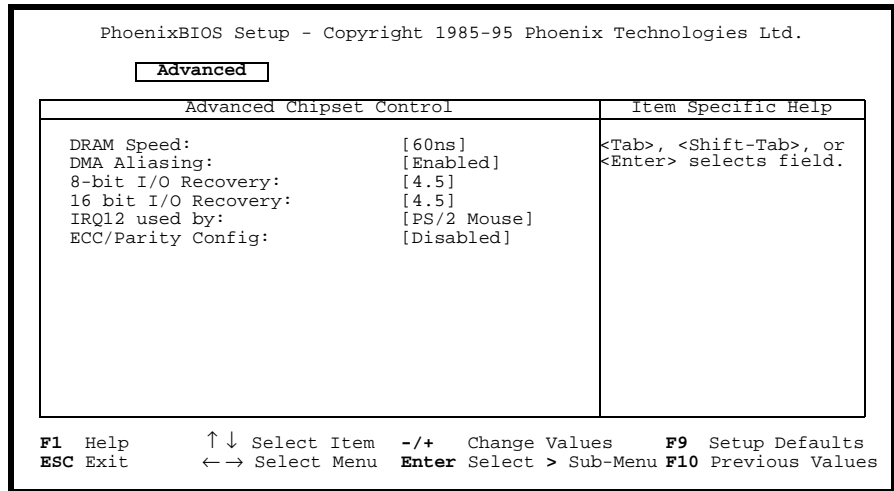 PhoenixBIOS Setup - Copyright 1985-95 Phoenix Technologies Ltd.
Advanced
Advanced Chipset Control
Item Specific Help
DRAM Speed: [60ns]
DMA Aliasing: [Enabled]
8-bit I/O Recovery: [4.5]
16 bit I/O Recovery: [4.5]
IRQ12 used by: [PS/2 Mouse]
ECC/Parity Config: [Disabled]
<Tab>, <Shift-Tab>, or
<Enter> selects field.
F1 Help ↑↓ Select Item -/+ Change Values F9 Setup Defaults
ESC Exit ←→ Select Menu Enter Select > Sub-Menu F10 Previous Values